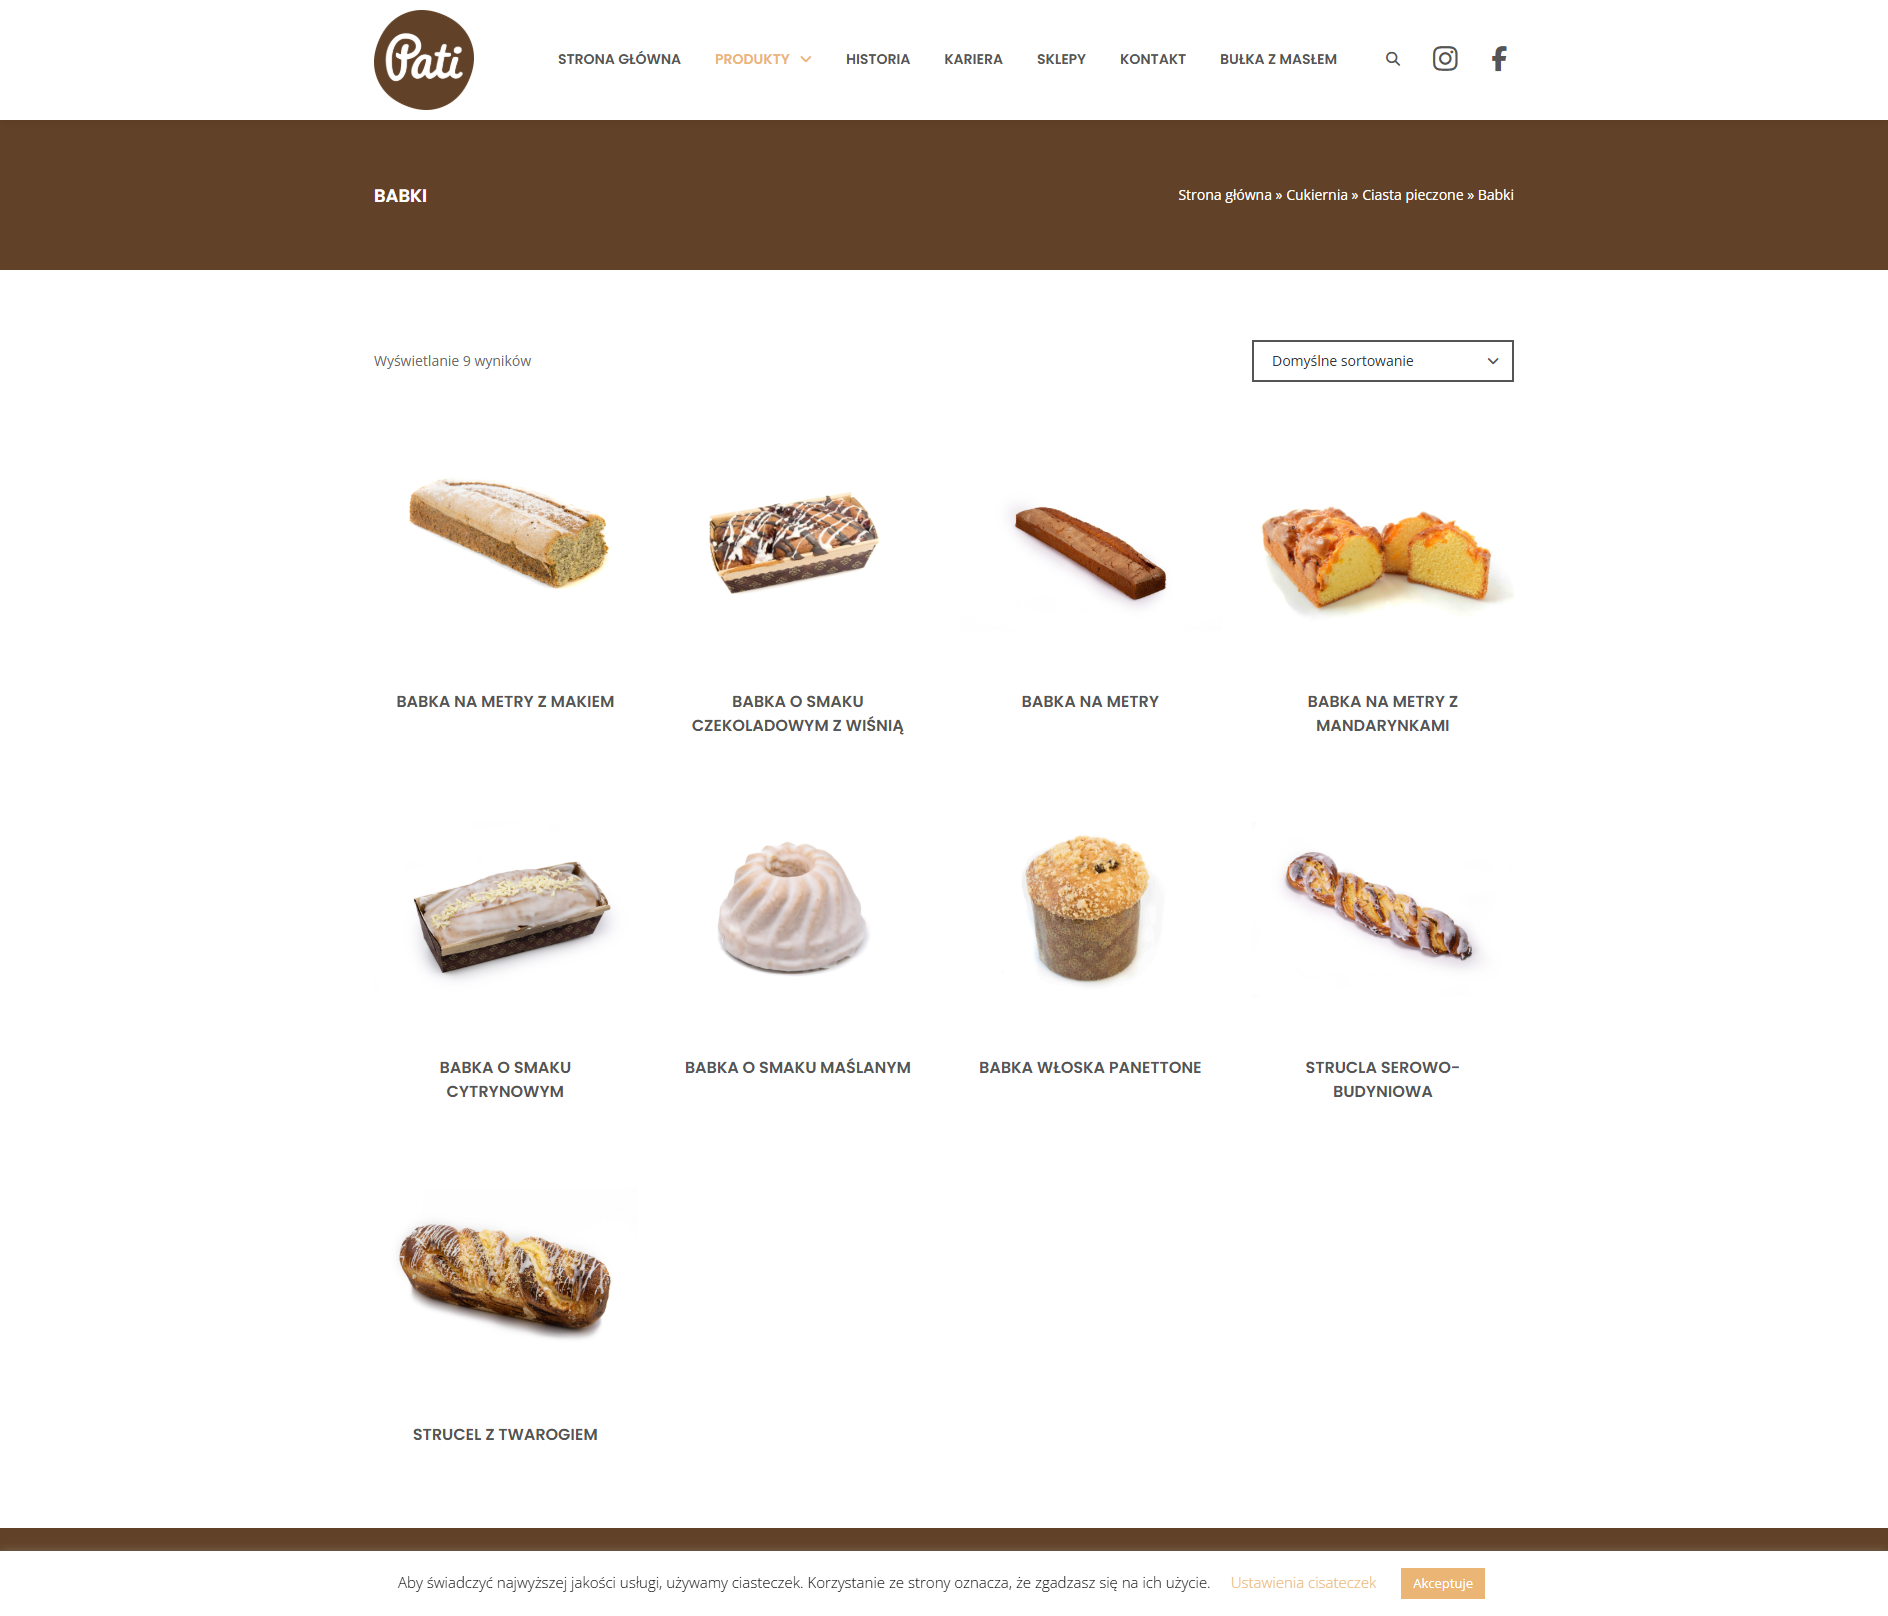 Pati
STRONA GŁÓWNA
PRODUKTY
HISTORIA
KARIERA
SKLEPY
KONTAKT
BUŁKA Z MASŁEM
BABKI
Strona główna » Cukiernia » Ciasta pieczone » Babki
Wyświetlanie 9 wyników
Domyślne sortowanie
BABKA NA METRY Z MAKIEM
BABKA O SMAKU
CZEKOLADOWYM Z WIŚNIĄ
BABKA NA METRY
BABKA NA METRY Z
MANDARYNKAMI
BABKA O SMAKU
CYTRYNOWYM
BABKA O SMAKU MAŚLANYM
BABKA WŁOSKA PANETTONE
STRUCLA SEROWO-
BUDYNIOWA
STRUCEL Z TWAROGIEM
Aby świadczyć najwyższej jakości usługi, używamy ciasteczek. Korzystanie ze strony oznacza, że zgadzasz się na ich użycie.
Ustawienia cisateczek
Akceptuje